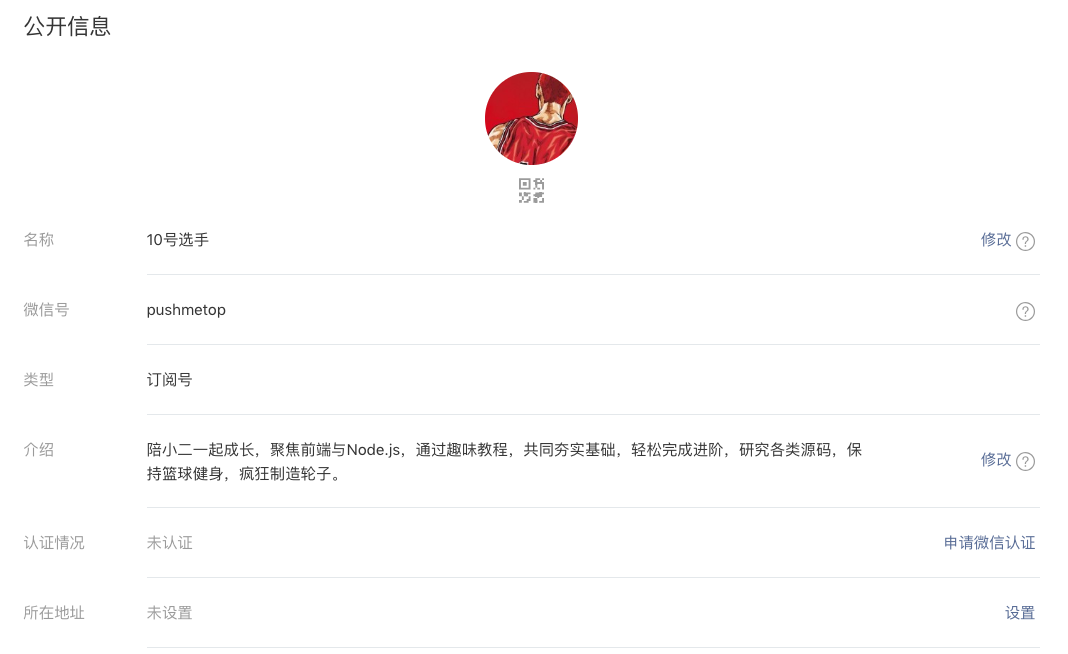 公开信息
名称 10号选手 修改 ?
微信号 pushmetop ?
类型 订阅号
介绍 陪小二一起成长，聚焦前端与Node.js，通过趣味教程，共同夯实基础，轻松完成进阶，研究各类源码，保 修改 ?
持篮球健身，疯狂制造轮子。
认证情况 未认证 申请微信认证
所在地址 未设置 设置